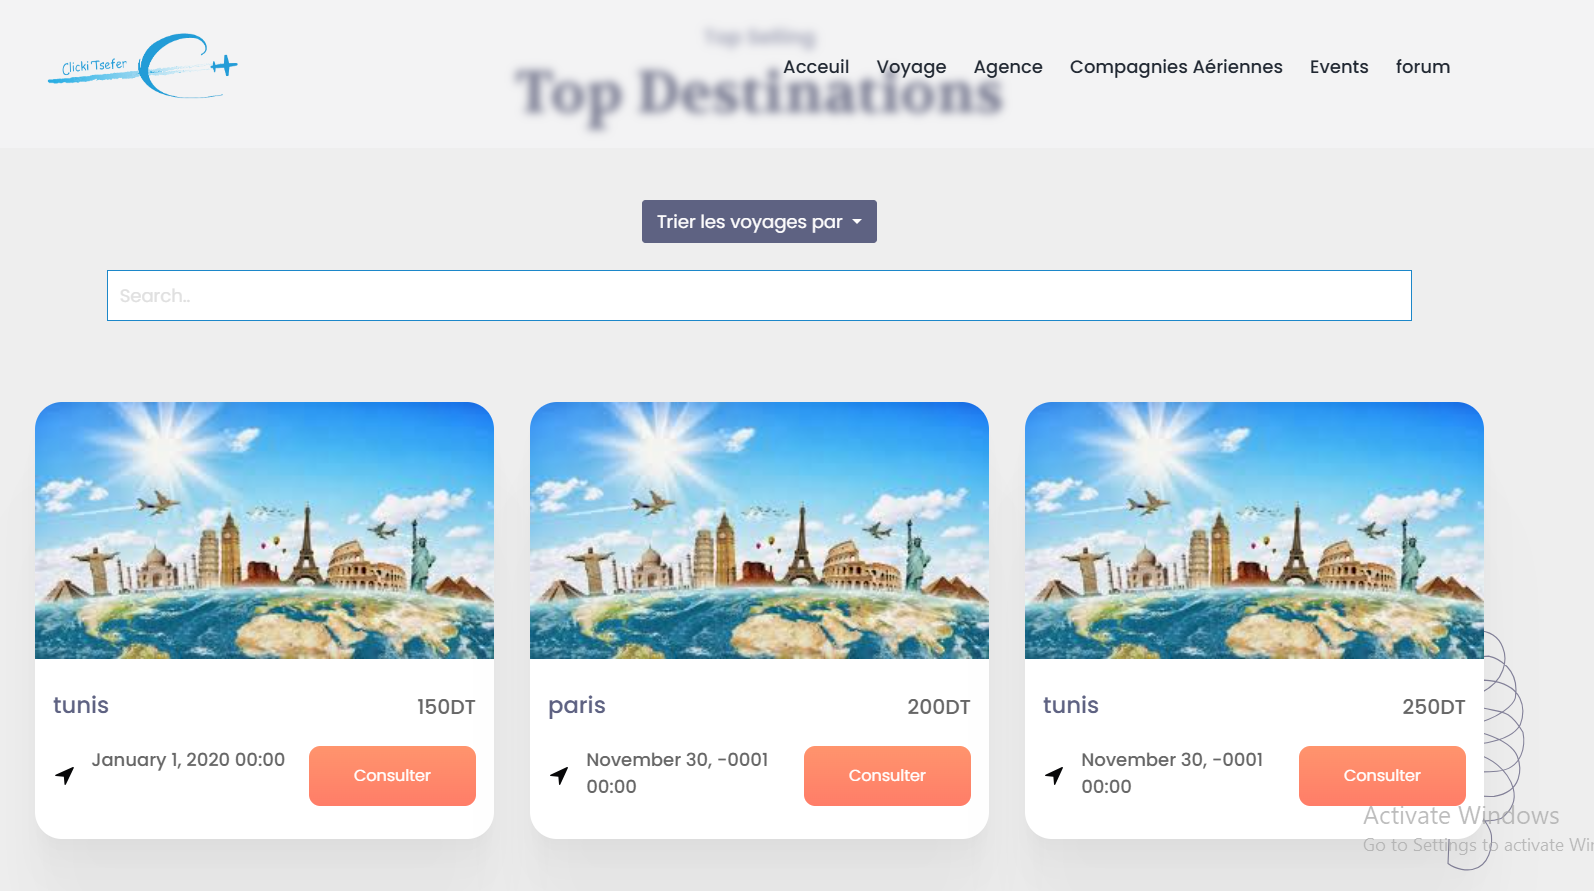 Top Selling
Clicki Tsefer
Acceuil Voyage Agence Compagnies Aériennes Events forum
Top Destinations
Trier les voyages par
Search..
tunis 150DT
January 1, 2020 00:00
Consulter
paris 200DT
November 30, -0001
00:00
Consulter
tunis 250DT
November 30, -0001
00:00
Consulter
Activate Windows
Go to Settings to activate Wi